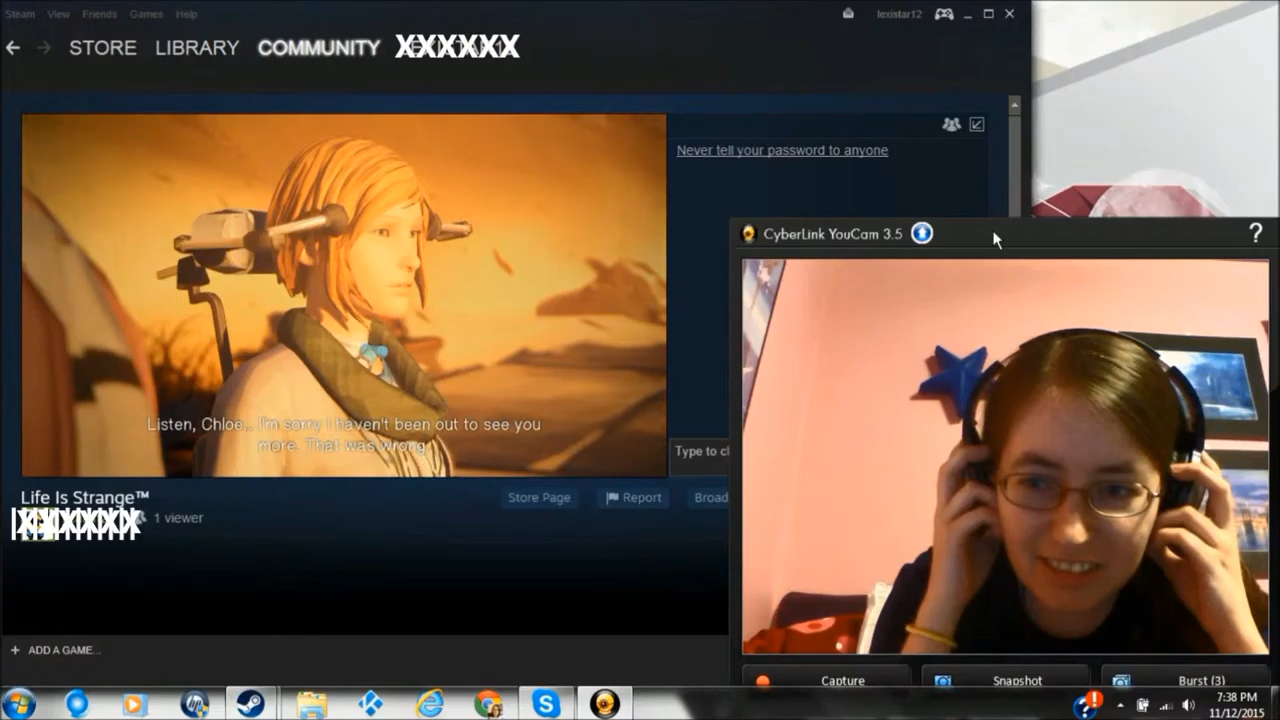 Steam View Friends Games Help
lexistar12
STORE LIBRARY COMMUNITY XXXXXX
Never tell your password to anyone
CyberLink YouCam 3.5 ?
Listen, Chloe... I'm sorry I haven't been out to see you
more. That was wrong.
Type to cl
Life Is Strange™
Store Page Report Broad
XXXXXX 1 viewer
+ ADD A GAME...
Capture Snapshot Burst (3)
7:38 PM
11/12/2015